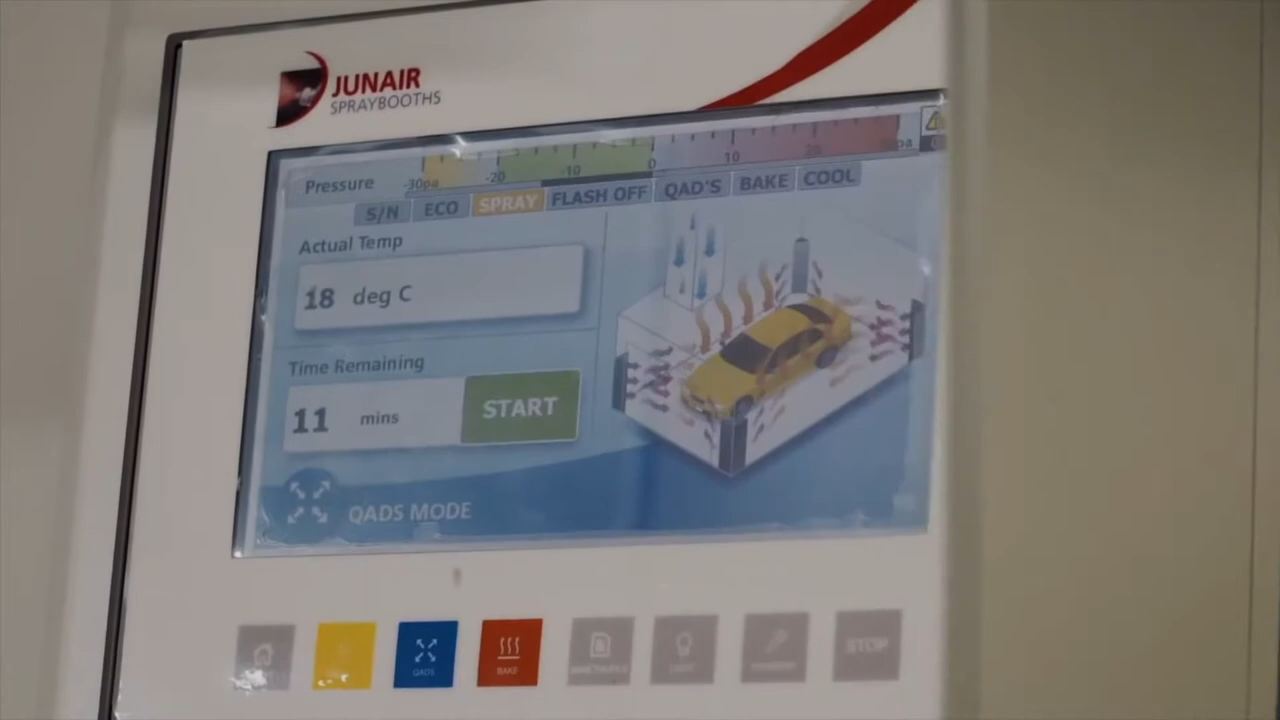 JUNAIR
SPRAYBOOTHS
Pressure
-30pa -20 -10 0 10
S/N ECO SPRAY FLASH OFF QAD'S BAKE COOL
Actual Temp
18 deg C
Time Remaining
11 mins START
QADS MODE
QADS BAKE STOP